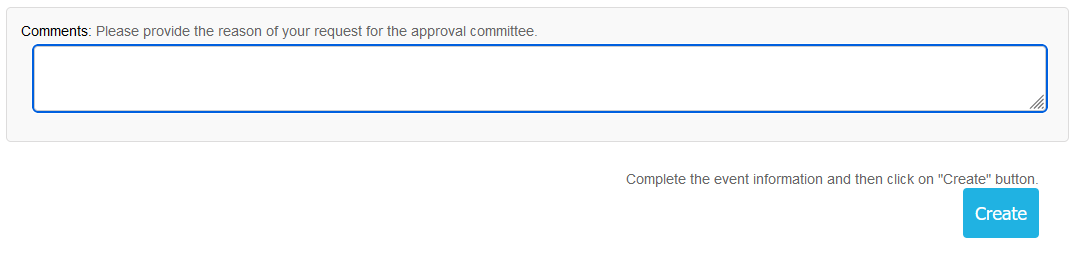 Comments: Please provide the reason of your request for the approval committee.
Complete the event information and then click on "Create" button.
Create